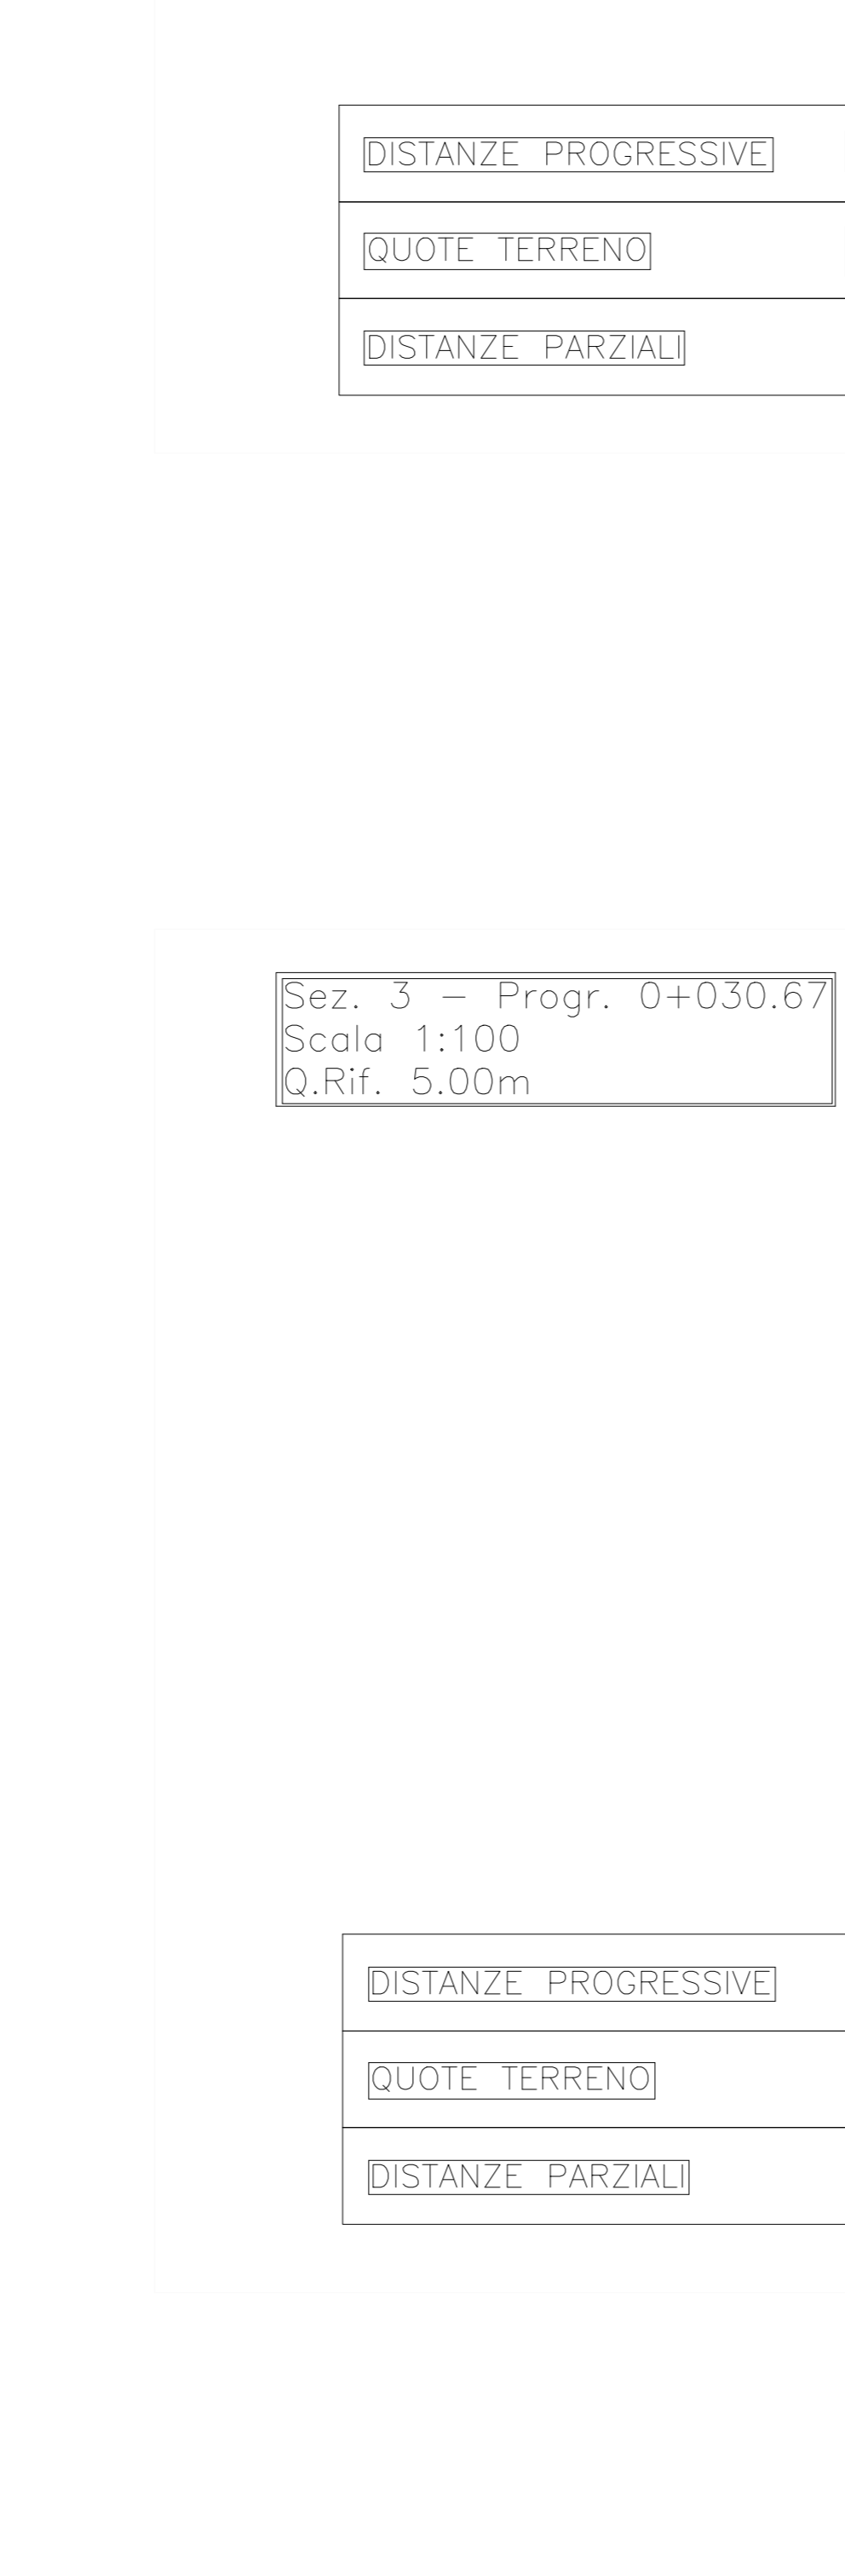 DISTANZE PROGRESSIVE
QUOTE TERRENO
DISTANZE PARZIALI
Sez. 3 - Progr. 0+030.67
Scala 1:100
Q.Rif. 5.00m
DISTANZE PROGRESSIVE
QUOTE TERRENO
DISTANZE PARZIALI